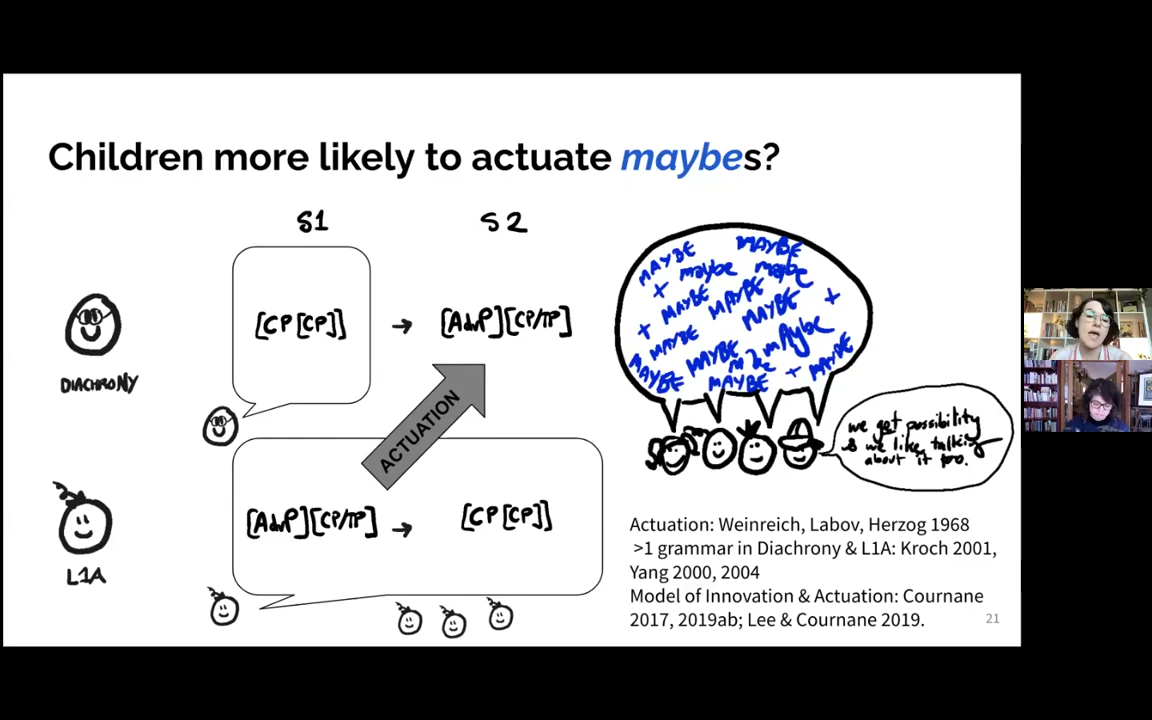 Children more likely to actuate maybes?
S1
S2
[CP[CP]] → [AdvP][CP/TP]
DIACHRONY
ACTUATION
[AdvP][CP/TP] → [CP[CP]]
L1A
MAYBE MAYBE
+ maybe maybe
+ MAYBE MAYBE MAYBE +
MAYBE MAYBE maybe
MAYBE MAYBE + MAYBE
we get possibility
& we like talking
about it too.
Actuation: Weinreich, Labov, Herzog 1968
>1 grammar in Diachrony & L1A: Kroch 2001,
Yang 2000, 2004
Model of Innovation & Actuation: Cournane
2017, 2019ab; Lee & Cournane 2019.
21